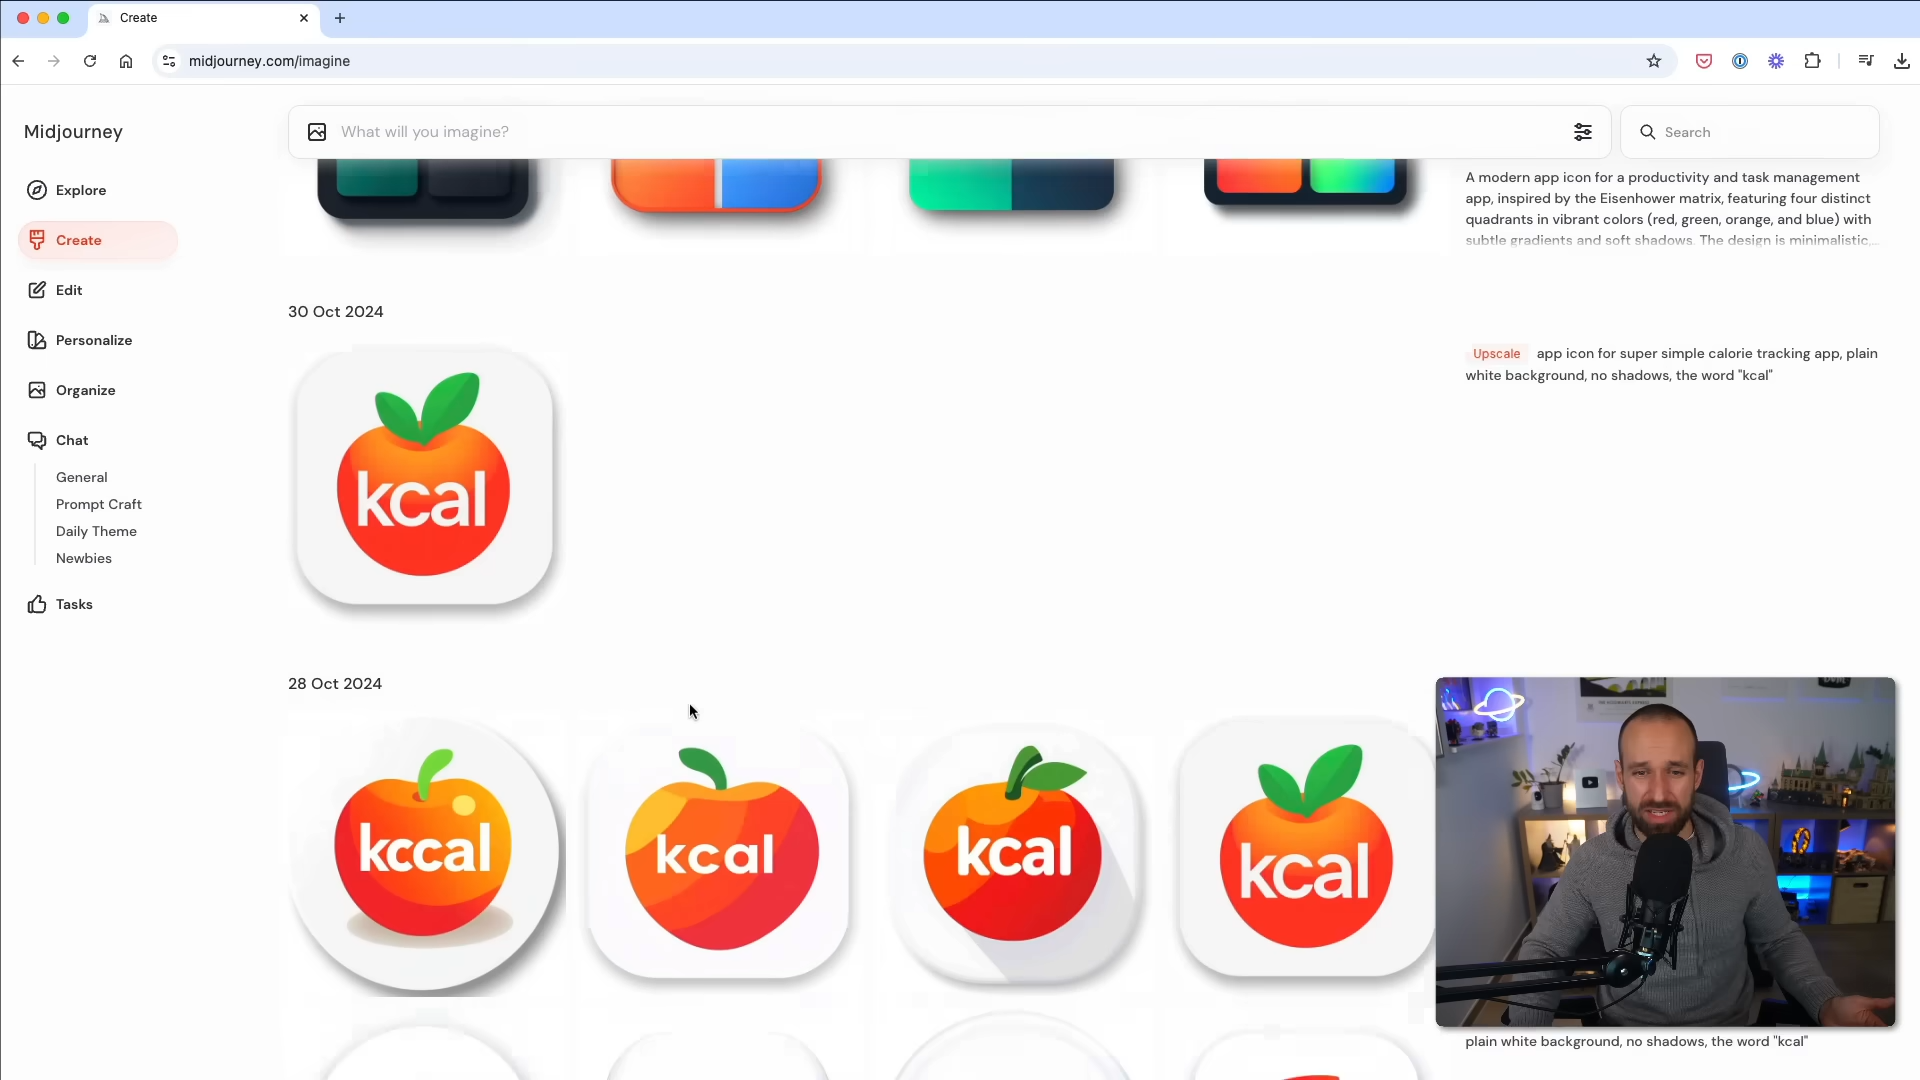 Create
midjourney.com/imagine
Midjourney
What will you imagine?
Search
Explore
Create
Edit
Personalize
Organize
Chat
General
Prompt Craft
Daily Theme
Newbies
Tasks
A modern app icon for a productivity and task management
app, inspired by the Eisenhower matrix, featuring four distinct
quadrants in vibrant colors (red, green, orange, and blue) with
subtle gradients and soft shadows. The design is minimalistic,...
30 Oct 2024
kcal
Upscale app icon for super simple calorie tracking app, plain
white background, no shadows, the word "kcal"
28 Oct 2024
kccal
kcal
kcal
kcal
plain white background, no shadows, the word "kcal"